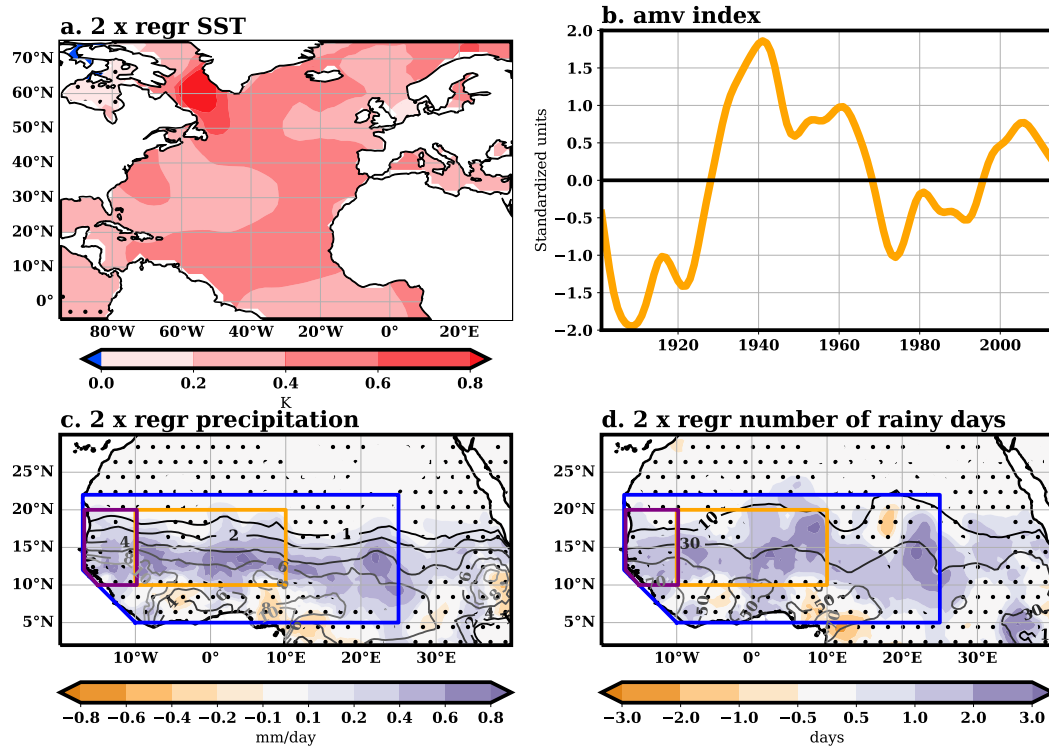 a. 2 x regr SST
70°N
60°N
50°N
40°N
30°N
20°N
10°N
0°
80°W 60°W 40°W 20°W 0° 20°E
0.0 0.2 0.4 0.6 0.8
K
b. amv index
Standardized units
2.0
1.5
1.0
0.5
0.0
−0.5
−1.0
−1.5
−2.0
1920 1940 1960 1980 2000
c. 2 x regr precipitation
25°N
20°N
15°N
10°N
5°N
10°W 0° 10°E 20°E 30°E
−0.8 −0.6 −0.4 −0.2 −0.1 0.1 0.2 0.4 0.6 0.8
mm/day
d. 2 x regr number of rainy days
25°N
20°N
15°N
10°N
5°N
10°W 0° 10°E 20°E 30°E
−3.0 −2.0 −1.0 −0.5 0.5 1.0 2.0 3.0
days